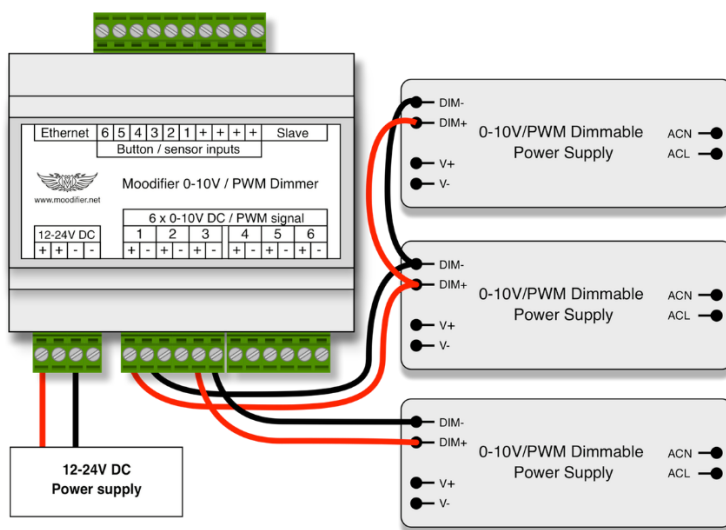 Ethernet 6 5 4 3 2 1 + + + + Slave
Button / sensor inputs
Moodifier 0-10V / PWM Dimmer
www.moodifier.net
6 x 0-10V DC / PWM signal
12-24V DC 1 2 3 4 5 6
+ + - - + - + - + - + - + - + -
12-24V DC
Power supply
DIM-
DIM+
0-10V/PWM Dimmable
Power Supply
V+
V-
ACN
ACL
DIM-
DIM+
0-10V/PWM Dimmable
Power Supply
V+
V-
ACN
ACL
DIM-
DIM+
0-10V/PWM Dimmable
Power Supply
V+
V-
ACN
ACL